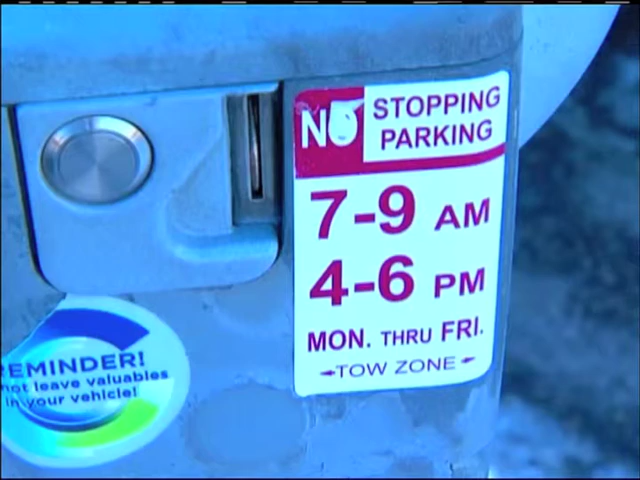 NO STOPPING
PARKING
7-9 AM
4-6 PM
MON. THRU FRI.
TOW ZONE
REMINDER!
not leave valuables
in your vehicle!